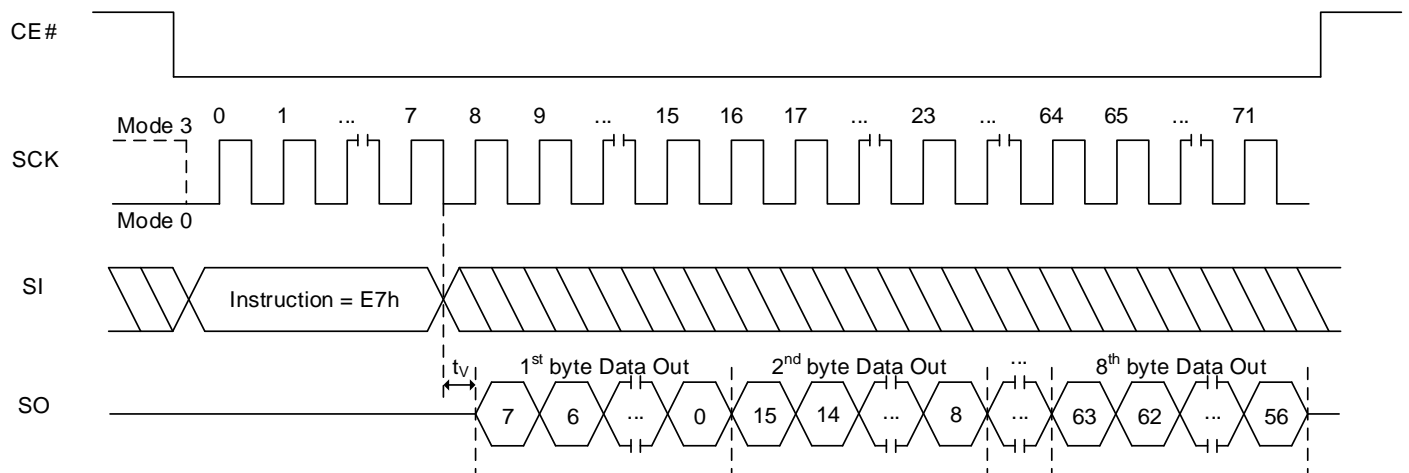 CE#
0 1 ... 7 8 9 ... 15 16 17 ... 23 ... 64 65 ... 71
Mode 3
SCK
Mode 0
SI
Instruction = E7h
tV 1st byte Data Out 2nd byte Data Out ... 8th byte Data Out
SO
7 6 ... 0 15 14 ... 8 ... 63 62 ... 56